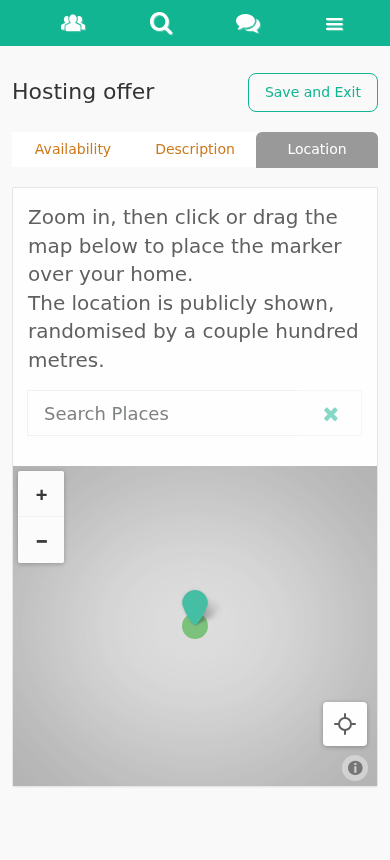 Hosting offer
Save and Exit
Availability
Description
Location
Zoom in, then click or drag the
map below to place the marker
over your home.
The location is publicly shown,
randomised by a couple hundred
metres.
Search Places
+
−